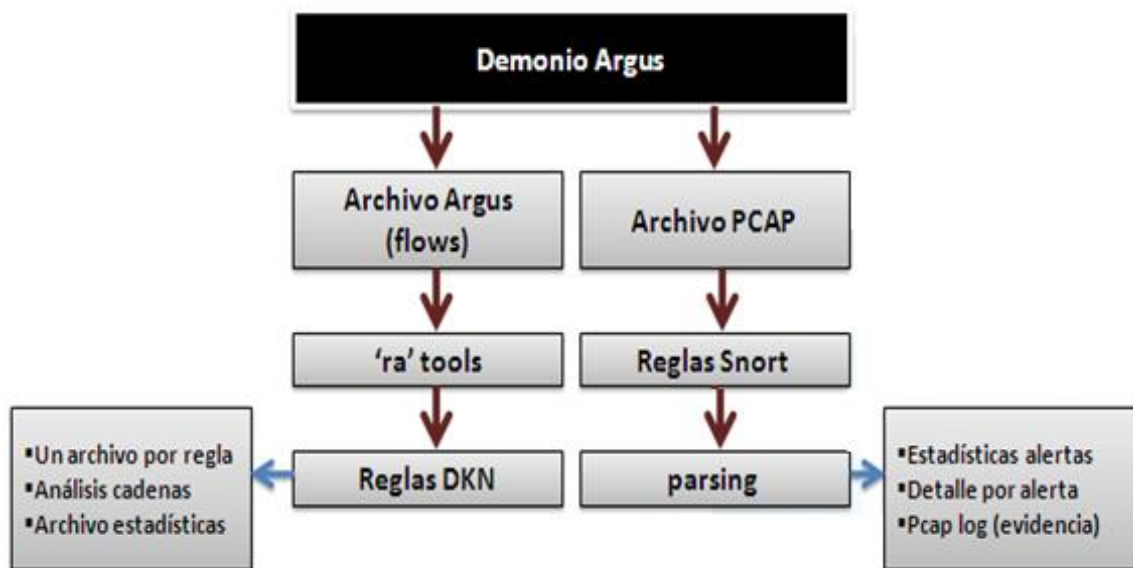 Demonio Argus
Archivo Argus
(flows)
Archivo PCAP
‘ra’ tools
Reglas Snort
▪Un archivo por regla
▪Análisis cadenas
▪Archivo estadísticas
Reglas DKN
parsing
▪Estadísticas alertas
▪Detalle por alerta
▪Pcap log (evidencia)